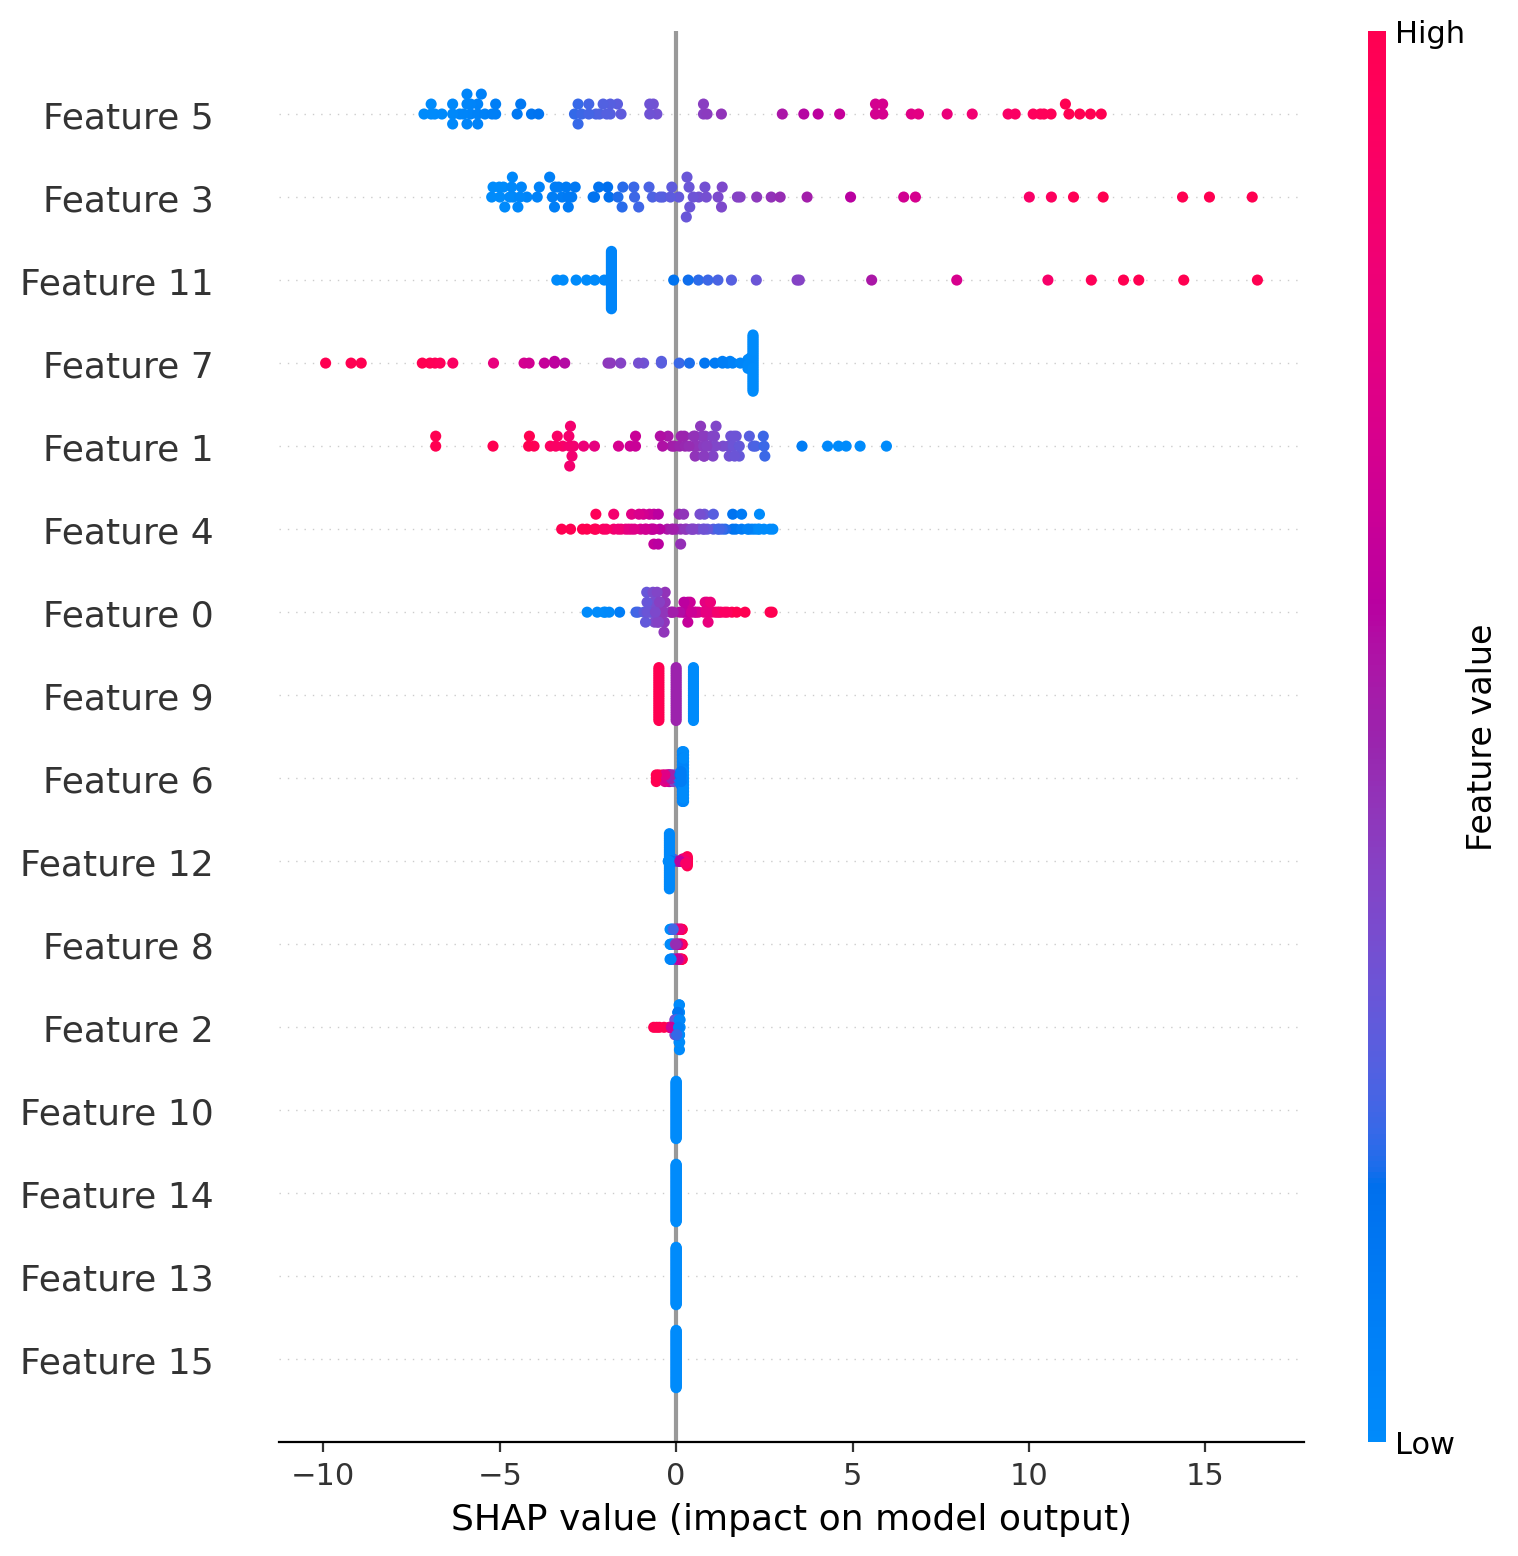 High
Feature 5
Feature 3
Feature 11
Feature 7
Feature 1
Feature 4
Feature 0
Feature 9
Feature 6
Feature 12
Feature 8
Feature 2
Feature 10
Feature 14
Feature 13
Feature 15
Feature value
Low
−10 −5 0 5 10 15
SHAP value (impact on model output)